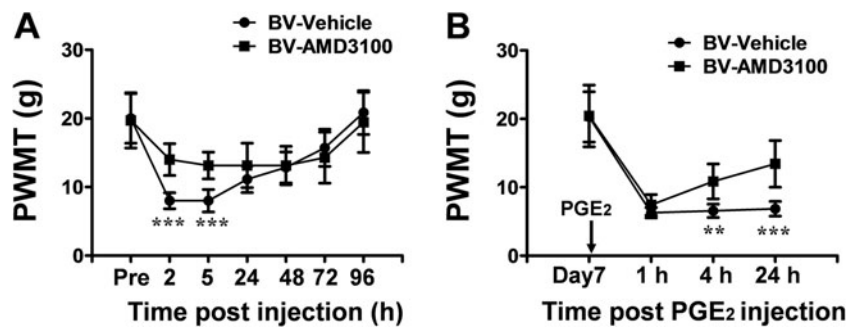 A
BV-Vehicle
BV-AMD3100
PWMT (g)
30
20
10
0
*** ***
Pre 2 5 24 48 72 96
Time post injection (h)
B
BV-Vehicle
BV-AMD3100
PWMT (g)
30
20
10
0
PGE₂
** ***
Day7 1 h 4 h 24 h
Time post PGE₂ injection